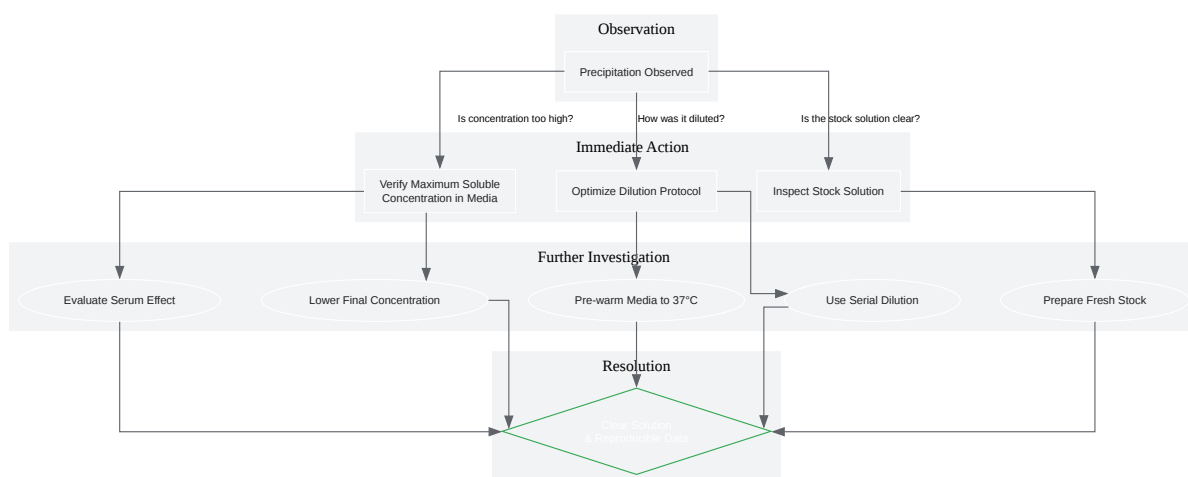 Observation
Precipitation Observed
Is concentration too high?
How was it diluted?
Is the stock solution clear?
Immediate Action
Verify Maximum Soluble
Concentration in Media
Optimize Dilution Protocol
Inspect Stock Solution
Further Investigation
Evaluate Serum Effect
Lower Final Concentration
Pre-warm Media to 37°C
Use Serial Dilution
Prepare Fresh Stock
Resolution
Clear Solution
& Reproducible Data